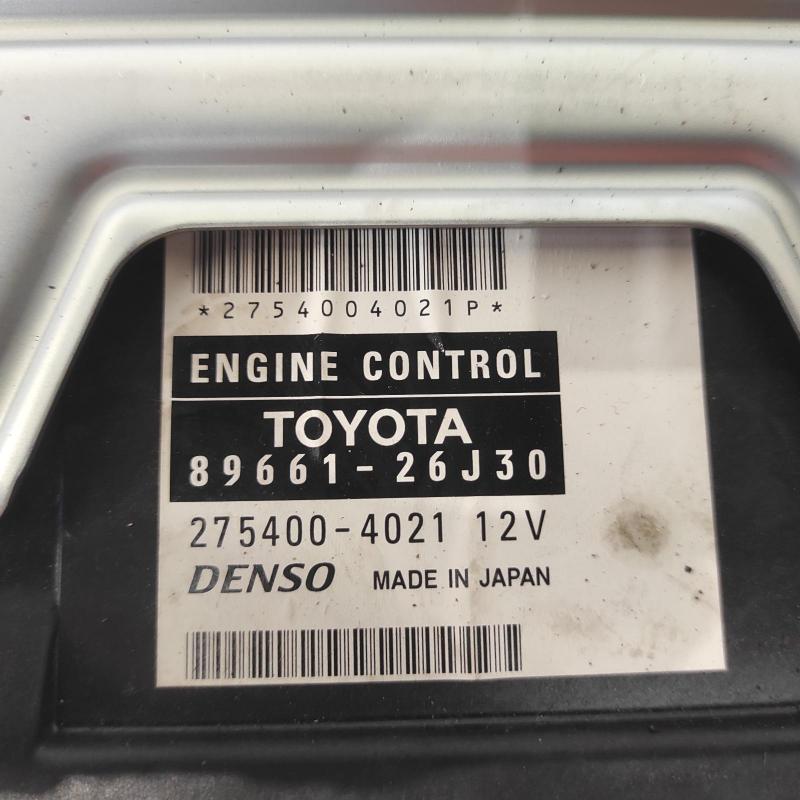 *2754004021P*
ENGINE CONTROL
TOYOTA
89661-26J30
275400-4021 12V
DENSO MADE IN JAPAN